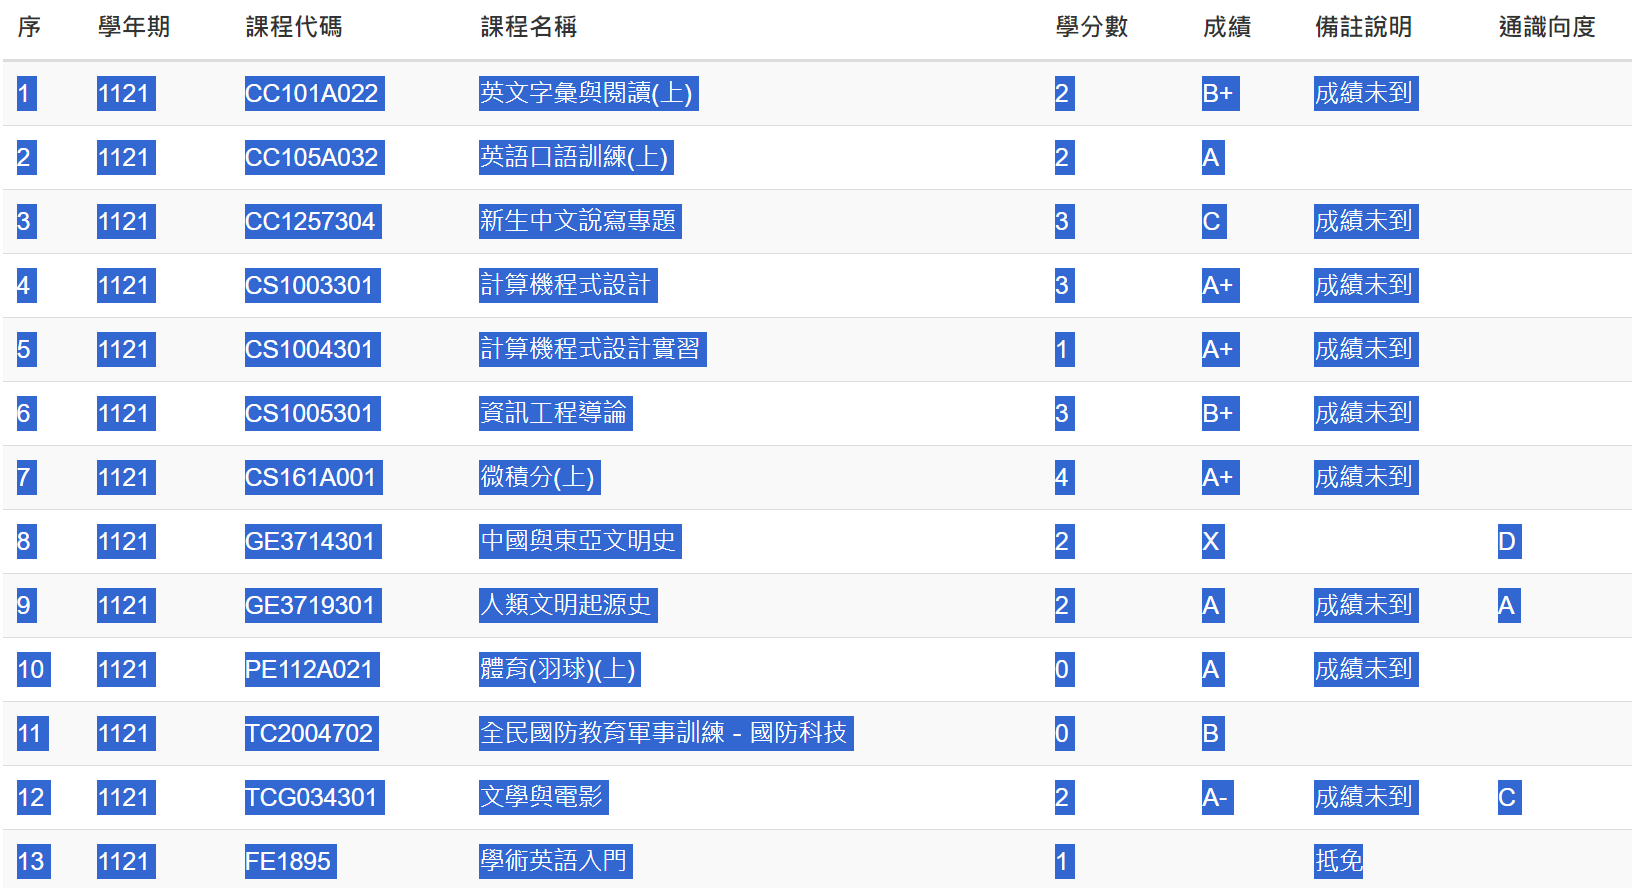 序 學年期 課程代碼 課程名稱 學分數 成績 備註說明 通識向度
1 1121 CC101A022 英文字彙與閱讀(上) 2 B+ 成績未到
2 1121 CC105A032 英語口語訓練(上) 2 A
3 1121 CC1257304 新生中文說寫專題 3 C 成績未到
4 1121 CS1003301 計算機程式設計 3 A+ 成績未到
5 1121 CS1004301 計算機程式設計實習 1 A+ 成績未到
6 1121 CS1005301 資訊工程導論 3 B+ 成績未到
7 1121 CS161A001 微積分(上) 4 A+ 成績未到
8 1121 GE3714301 中國與東亞文明史 2 X D
9 1121 GE3719301 人類文明起源史 2 A 成績未到 A
10 1121 PE112A021 體育(羽球)(上) 0 A 成績未到
11 1121 TC2004702 全民國防教育軍事訓練 - 國防科技 0 B
12 1121 TCG034301 文學與電影 2 A- 成績未到 C
13 1121 FE1895 學術英語入門 1 抵免